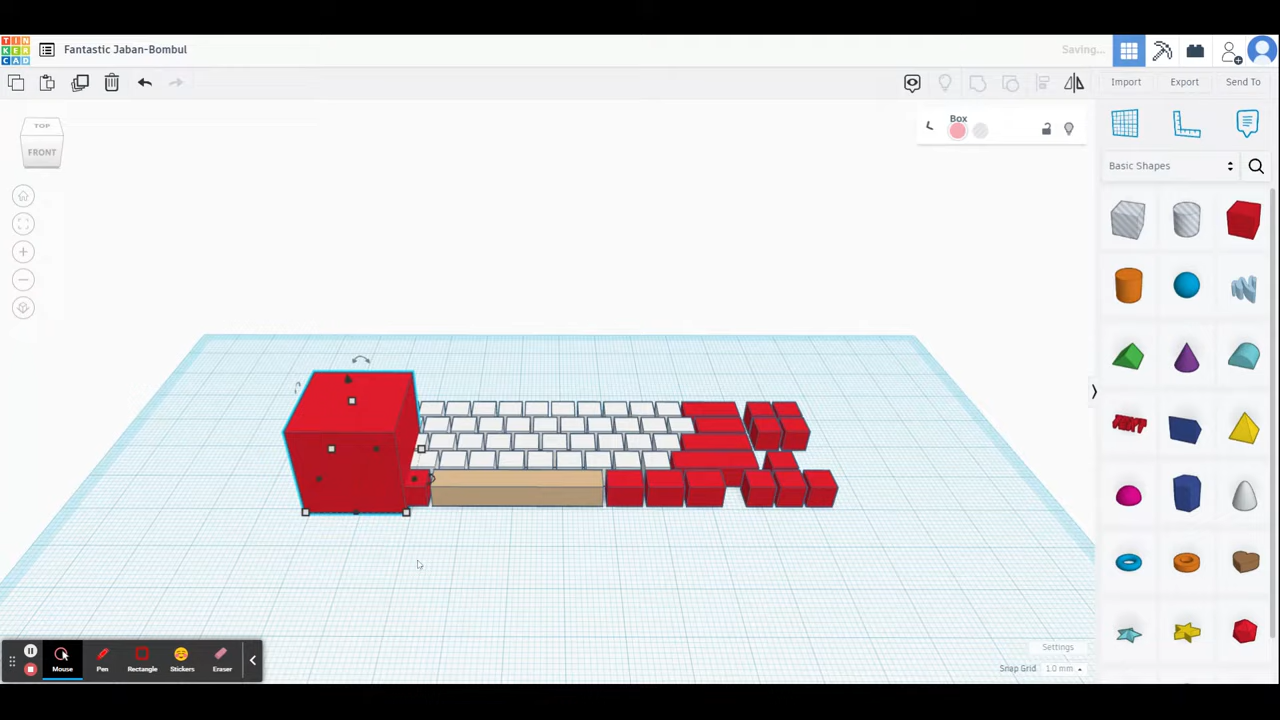 TIN
KER
CAD
Fantastic Jaban-Bombul
Saving...
Import
Export
Send To
TOP
FRONT
Box
Basic Shapes
TEXT
Settings
Snap Grid 1.0 mm
Mouse
Pen
Rectangle
Stickers
Eraser